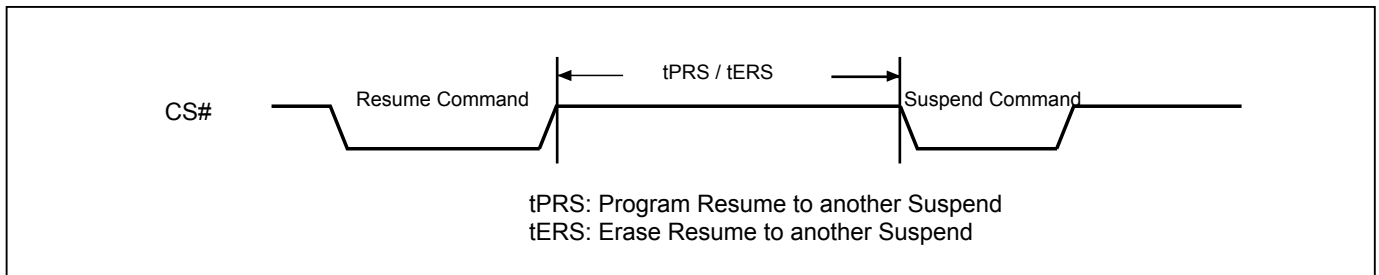 tPRS / tERS
CS#
Resume Command
Suspend Command
tPRS: Program Resume to another Suspend
tERS: Erase Resume to another Suspend